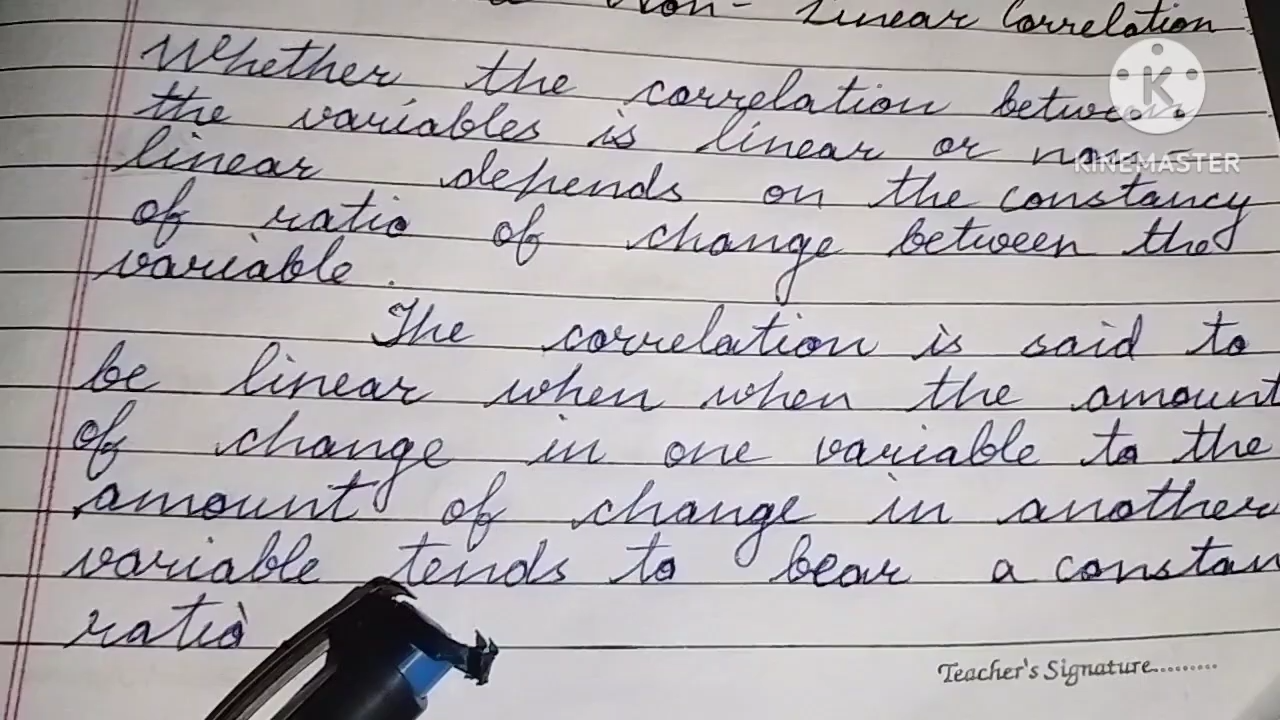 Non- Linear Correlation
Whether the correlation between
the variables is linear or non-
linear depends on the constancy
of ratio of change between the
variable.
The correlation is said to
be linear when when the amount
of change in one variable to the
amount of change in another
variable tends to bear a constan
ratio
Teacher's Signature.........
K
KINEMASTER